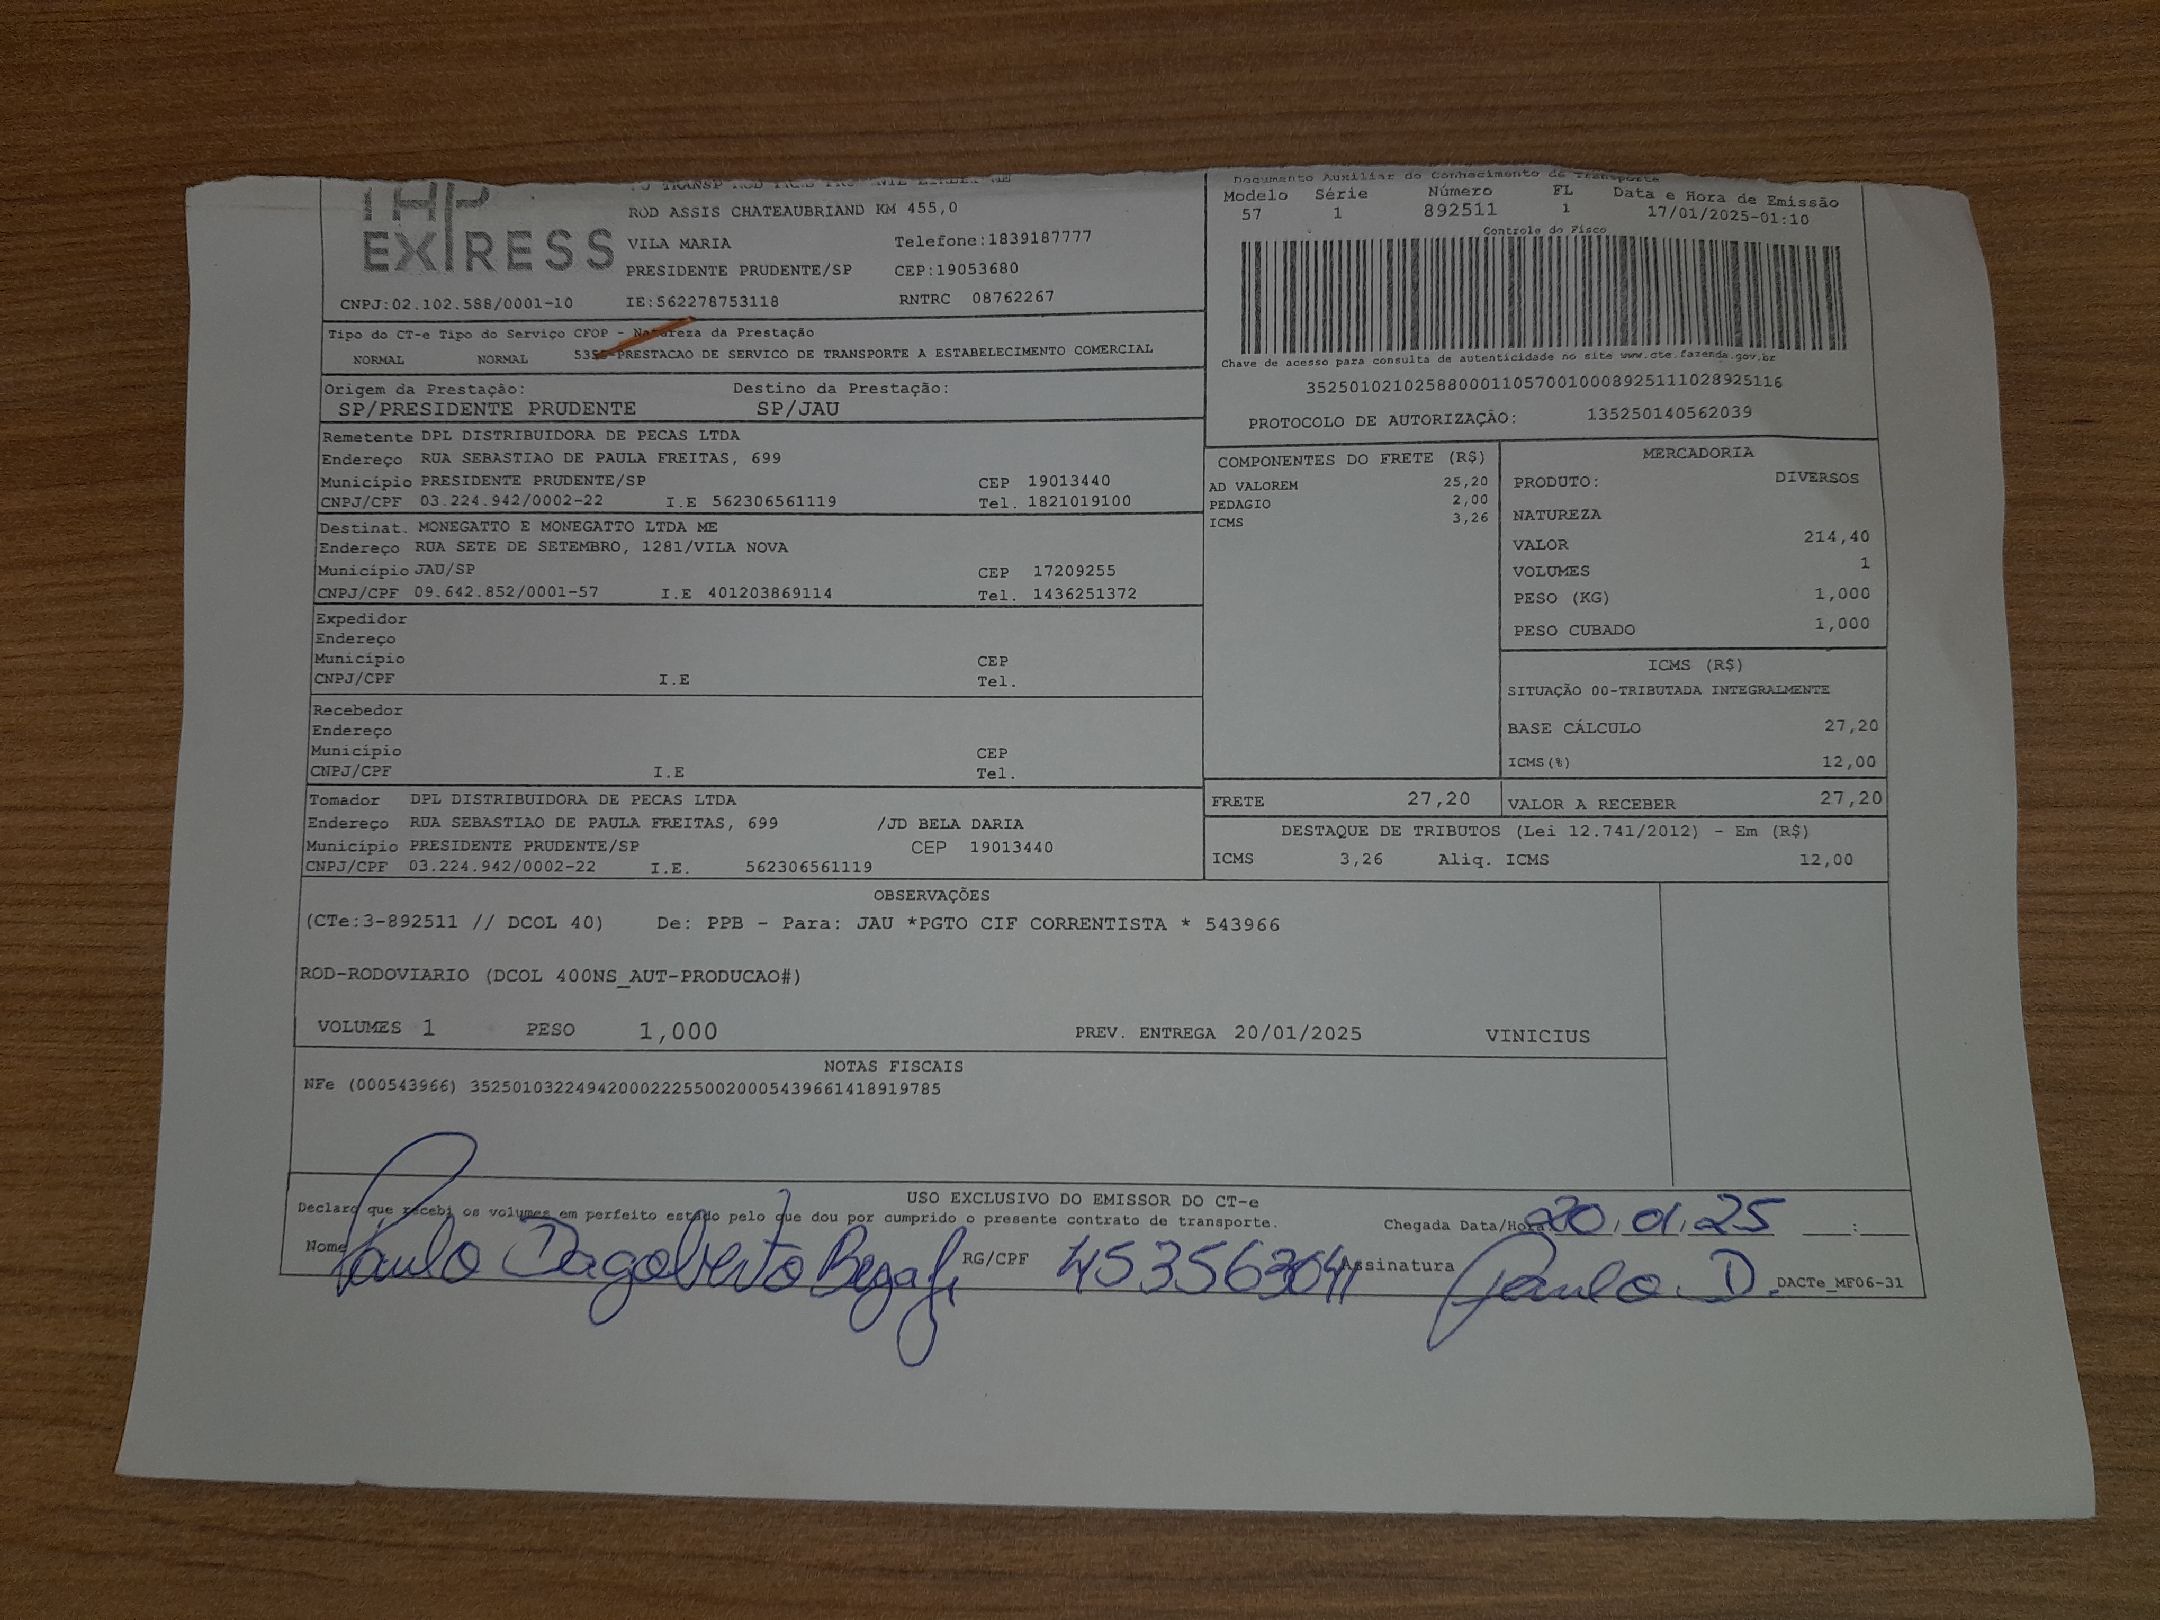 EXPRESS
ROD ASSIS CHATEAUBRIAND KM 455,0
VILA MARIA Telefone:1839187777
PRESIDENTE PRUDENTE/SP CEP:19053680
CNPJ:02.102.588/0001-10 IE:562278753118 RNTRC 08762267
Documento Auxiliar do Conhecimento de Transporte
Modelo Série Número FL Data e Hora de Emissão
57 1 892511 1 17/01/2025-01:10
Controle do Fisco
Chave de acesso para consulta de autenticidade no site www.cte.fazenda.gov.br
35250102102588000110570010008925111028925116
PROTOCOLO DE AUTORIZAÇÃO: 135250140562039
Tipo do CT-e Tipo do Serviço CFOP - Natureza da Prestação
NORMAL NORMAL PRESTACAO DE SERVICO DE TRANSPORTE A ESTABELECIMENTO COMERCIAL
Origem da Prestação: Destino da Prestação:
SP/PRESIDENTE PRUDENTE SP/JAU
Remetente DPL DISTRIBUIDORA DE PECAS LTDA
Endereço RUA SEBASTIAO DE PAULA FREITAS, 699
Município PRESIDENTE PRUDENTE/SP CEP 19013440
CNPJ/CPF 03.224.942/0002-22 I.E 562306561119 Tel. 1821019100
Destinat. MONEGATTO E MONEGATTO LTDA ME
Endereço RUA SETE DE SETEMBRO, 1281/VILA NOVA
Município JAU/SP CEP 17209255
CNPJ/CPF 09.642.852/0001-57 I.E 401203869114 Tel. 1436251372
Expedidor
Endereço
Município CEP
CNPJ/CPF I.E Tel.
Recebedor
Endereço
Município CEP
CNPJ/CPF I.E Tel.
Tomador DPL DISTRIBUIDORA DE PECAS LTDA
Endereço RUA SEBASTIAO DE PAULA FREITAS, 699 /JD BELA DARIA
Município PRESIDENTE PRUDENTE/SP CEP 19013440
CNPJ/CPF 03.224.942/0002-22 I.E. 562306561119
COMPONENTES DO FRETE (R$)
AD VALOREM 25,20
PEDAGIO 2,00
ICMS 3,26
MERCADORIA
PRODUTO: DIVERSOS
NATUREZA
VALOR 214,40
VOLUMES 1
PESO (KG) 1,000
PESO CUBADO 1,000
ICMS (R$)
SITUAÇÃO 00-TRIBUTADA INTEGRALMENTE
BASE CÁLCULO 27,20
ICMS(%) 12,00
FRETE 27,20 VALOR A RECEBER 27,20
DESTAQUE DE TRIBUTOS (Lei 12.741/2012) - Em (R$)
ICMS 3,26 Aliq. ICMS 12,00
OBSERVAÇÕES
(CTe:3-892511 // DCOL 40) De: PPB - Para: JAU *PGTO CIF CORRENTISTA * 543966
ROD-RODOVIARIO (DCOL 400NS_AUT-PRODUCAO#)
VOLUMES 1 PESO 1,000 PREV. ENTREGA 20/01/2025 VINICIUS
NOTAS FISCAIS
NFe (000543966) 35250103224942000222550020005439661418919785
USO EXCLUSIVO DO EMISSOR DO CT-e
Declaro que recebi os volumes em perfeito estado pelo que dou por cumprido o presente contrato de transporte. Chegada Data/Hora 20/01/25 :
Nome Paulo Dagoberto RG/CPF Assinatura Paulo D. DACTe_MF06-31